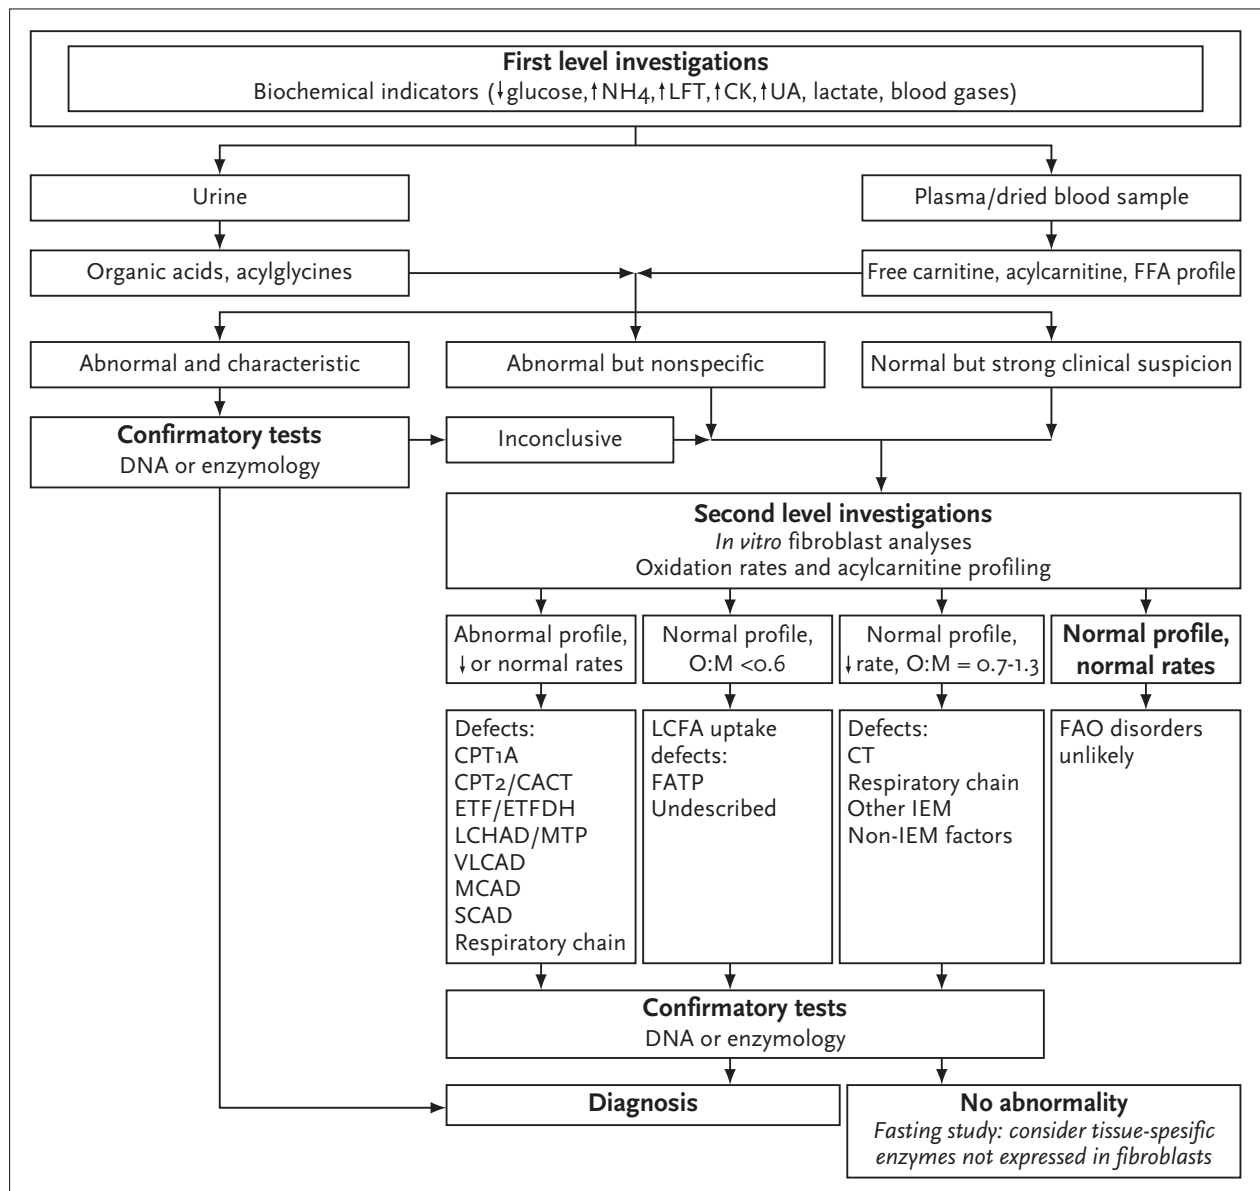 First level investigations
Biochemical indicators (↓glucose,↑NH4,↑LFT,↑CK,↑UA, lactate, blood gases)
Urine
Plasma/dried blood sample
Organic acids, acylglycines
Free carnitine, acylcarnitine, FFA profile
Abnormal and characteristic
Abnormal but nonspecific
Normal but strong clinical suspicion
Confirmatory tests
DNA or enzymology
Inconclusive
Second level investigations
In vitro fibroblast analyses
Oxidation rates and acylcarnitine profiling
Abnormal profile,
↓ or normal rates
Normal profile,
O:M <0.6
Normal profile,
↓rate, O:M = 0.7-1.3
Normal profile,
normal rates
Defects:
CPT1A
CPT2/CACT
ETF/ETFDH
LCHAD/MTP
VLCAD
MCAD
SCAD
Respiratory chain
LCFA uptake
defects:
FATP
Undescribed
Defects:
CT
Respiratory chain
Other IEM
Non-IEM factors
FAO disorders
unlikely
Confirmatory tests
DNA or enzymology
Diagnosis
No abnormality
Fasting study: consider tissue-spesific
enzymes not expressed in fibroblasts